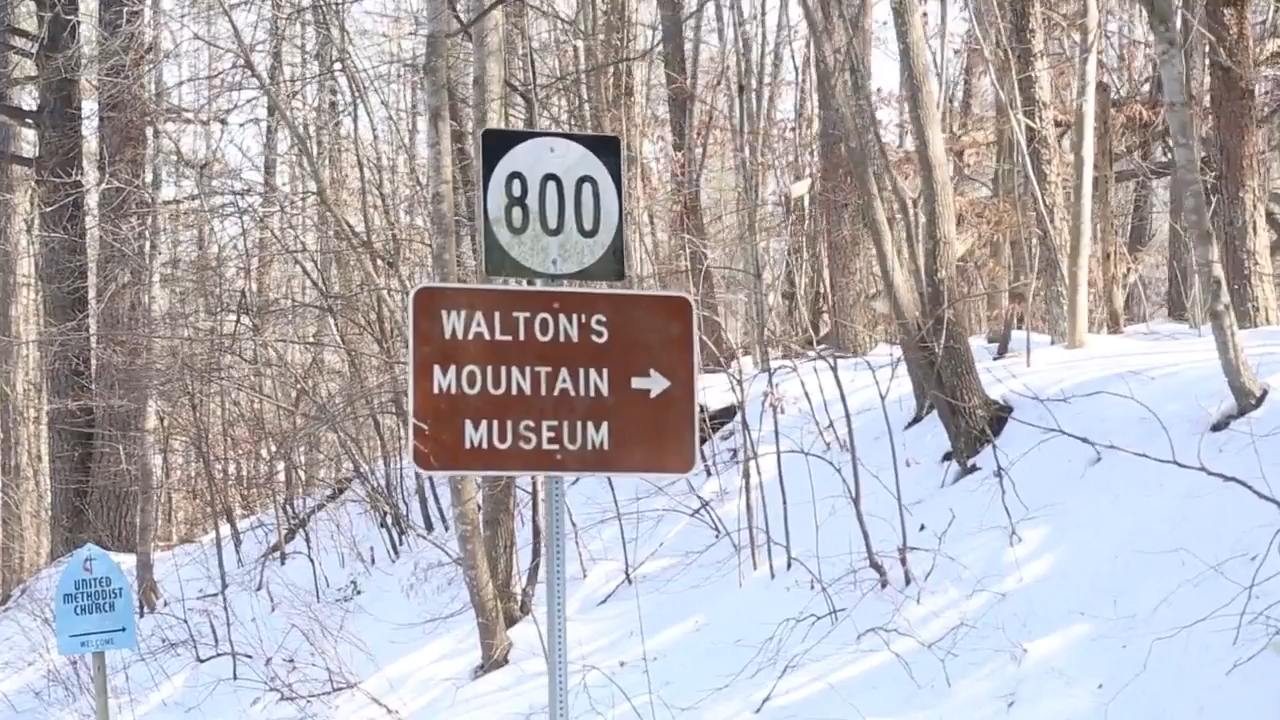 800
WALTON'S
MOUNTAIN
MUSEUM
UNITED
METHODIST
CHURCH
WELCOME